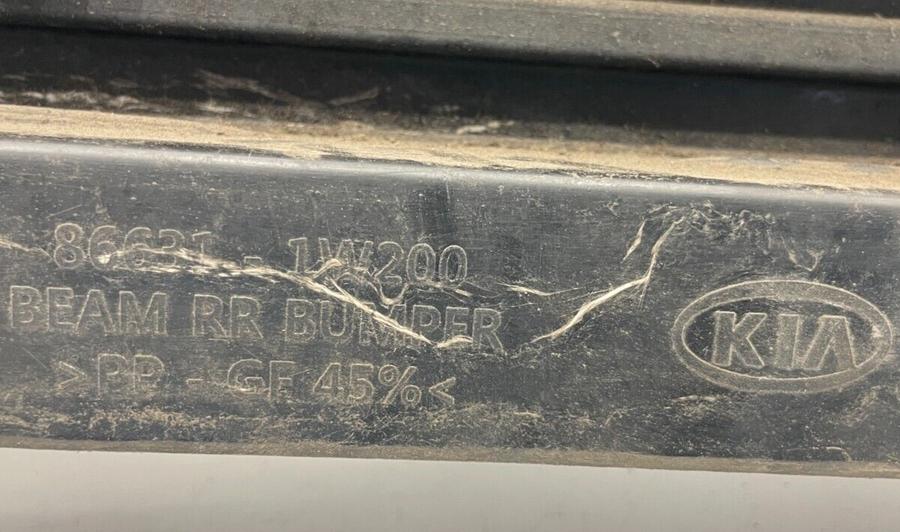 86631 - 1W200
BEAM RR BUMPER
>PP - GF 45%<
KIA